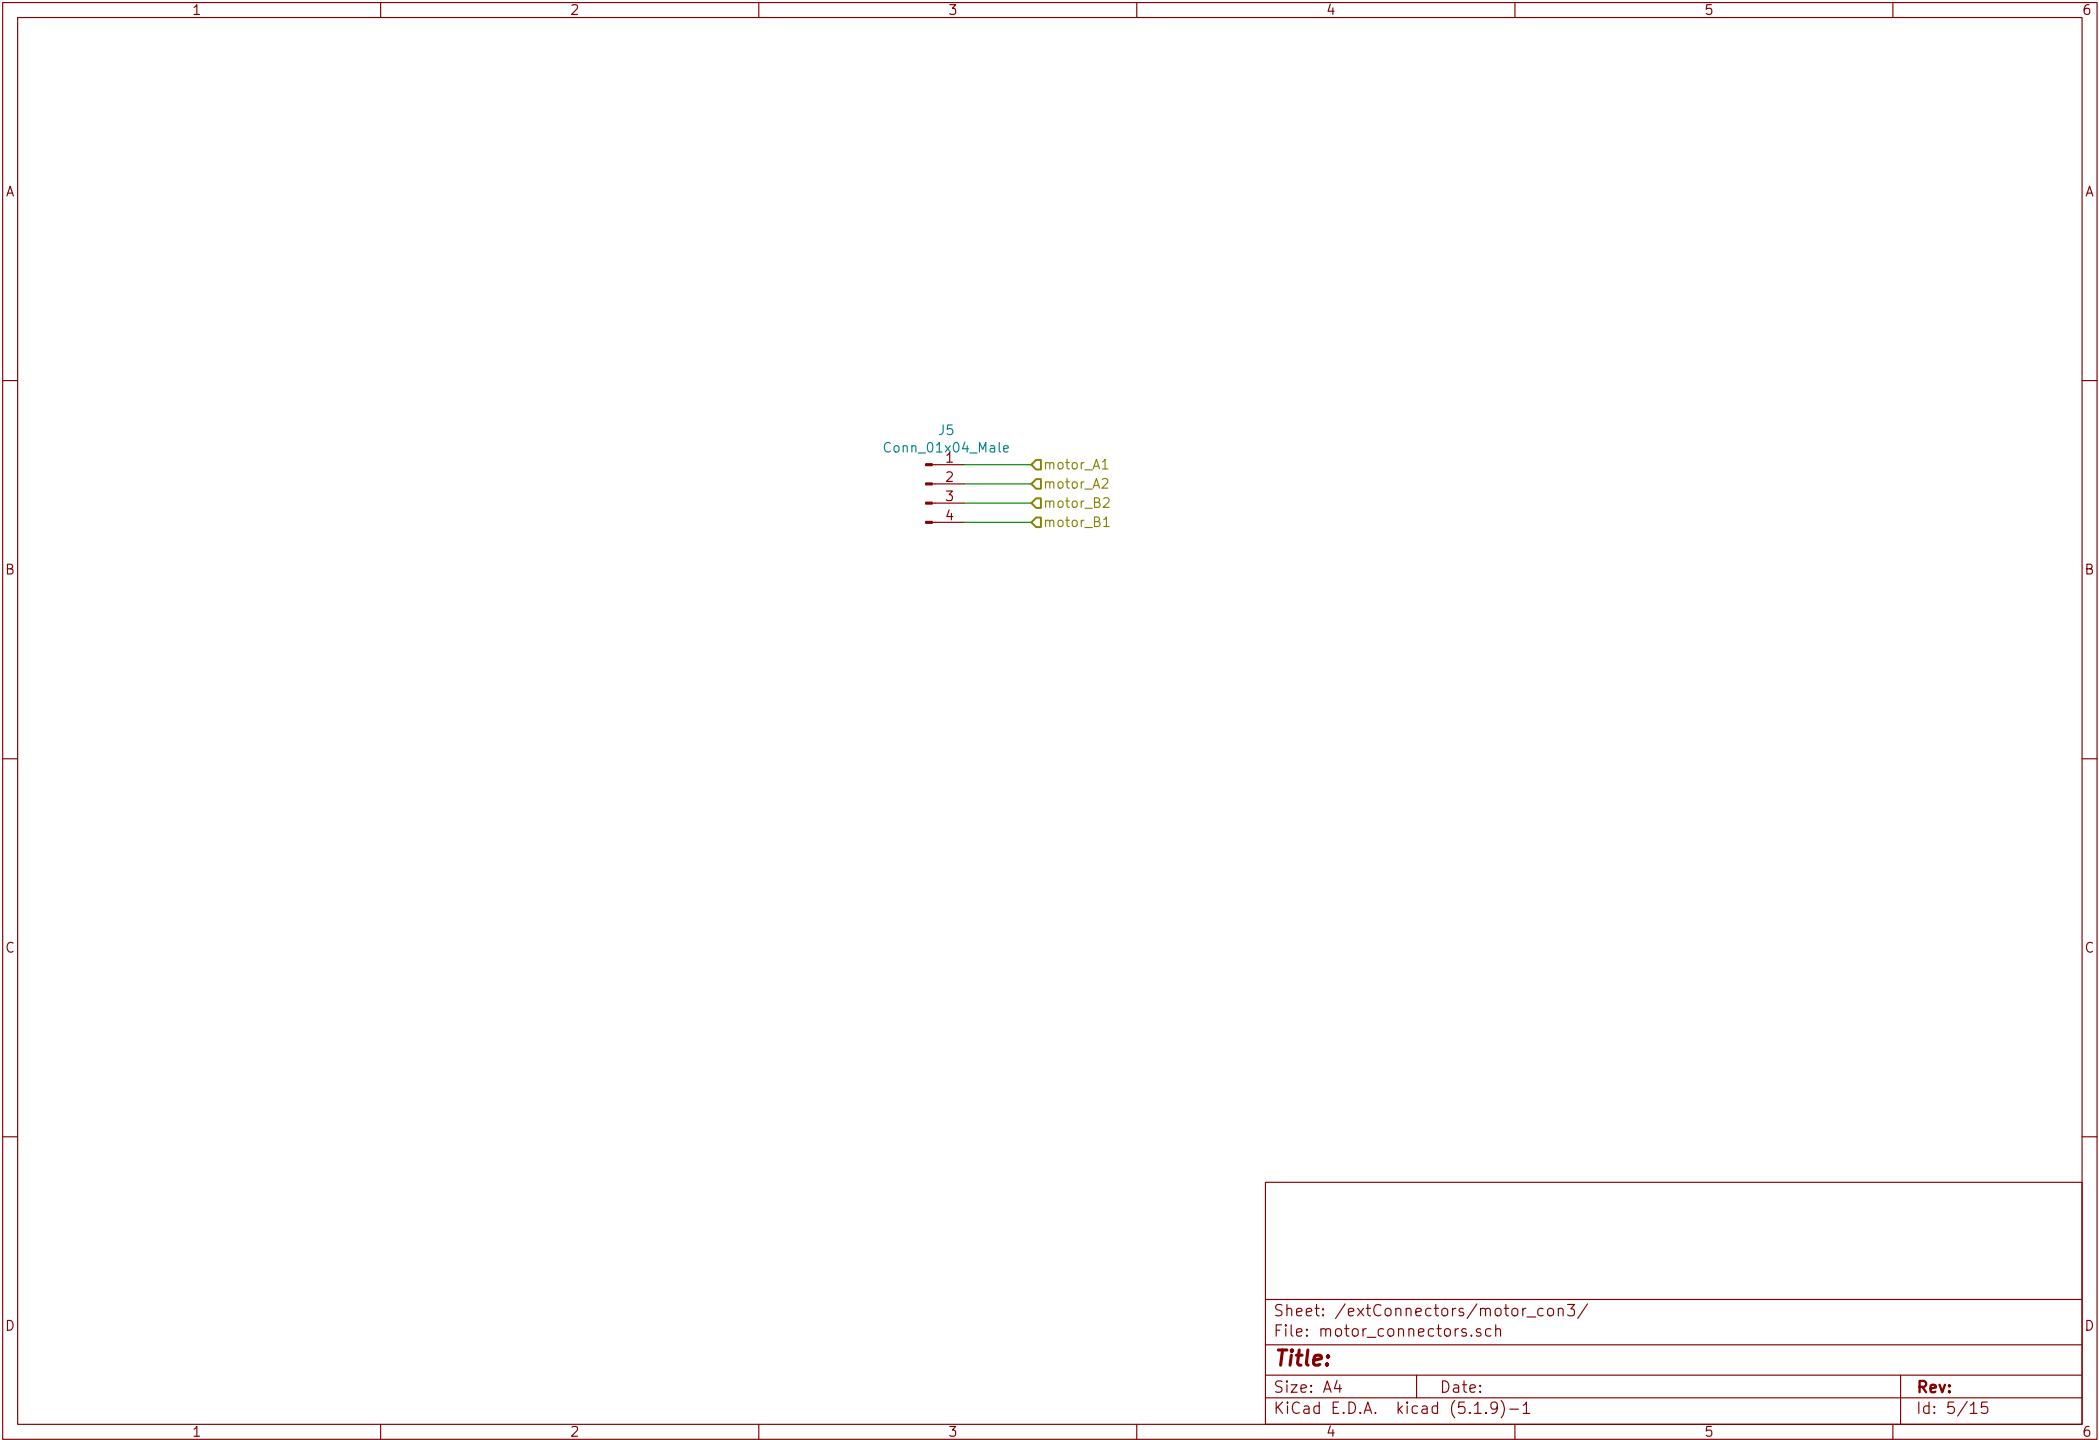 1 2 3 4 5 6
A A
J5
Conn_01x04_Male
1 motor_A1
2 motor_A2
3 motor_B2
4 motor_B1
B B
C C
Sheet: /extConnectors/motor_con3/
D D
File: motor_connectors.sch
Title:
Size: A4 Date: Rev:
KiCad E.D.A. kicad (5.1.9)-1 Id: 5/15
1 2 3 4 5 6